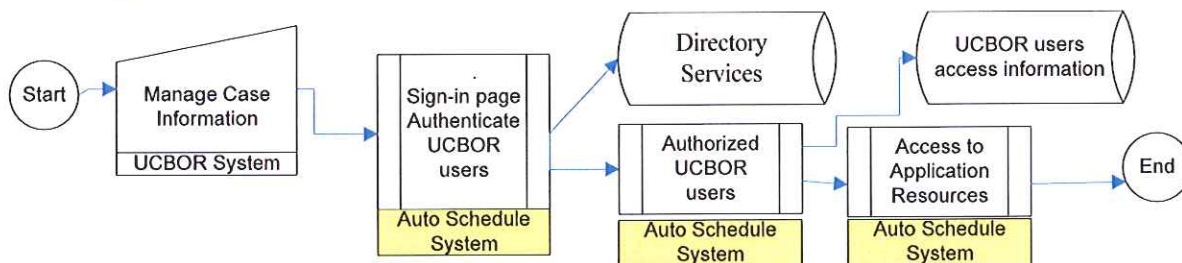 Start
Manage Case
Information
UCBOR System
Sign-in page
Authenticate
UCBOR
users
Auto Schedule
System
Directory
Services
Authorized
UCBOR
users
Auto Schedule
System
UCBOR users
access information
Access to
Application
Resources
Auto Schedule
System
End